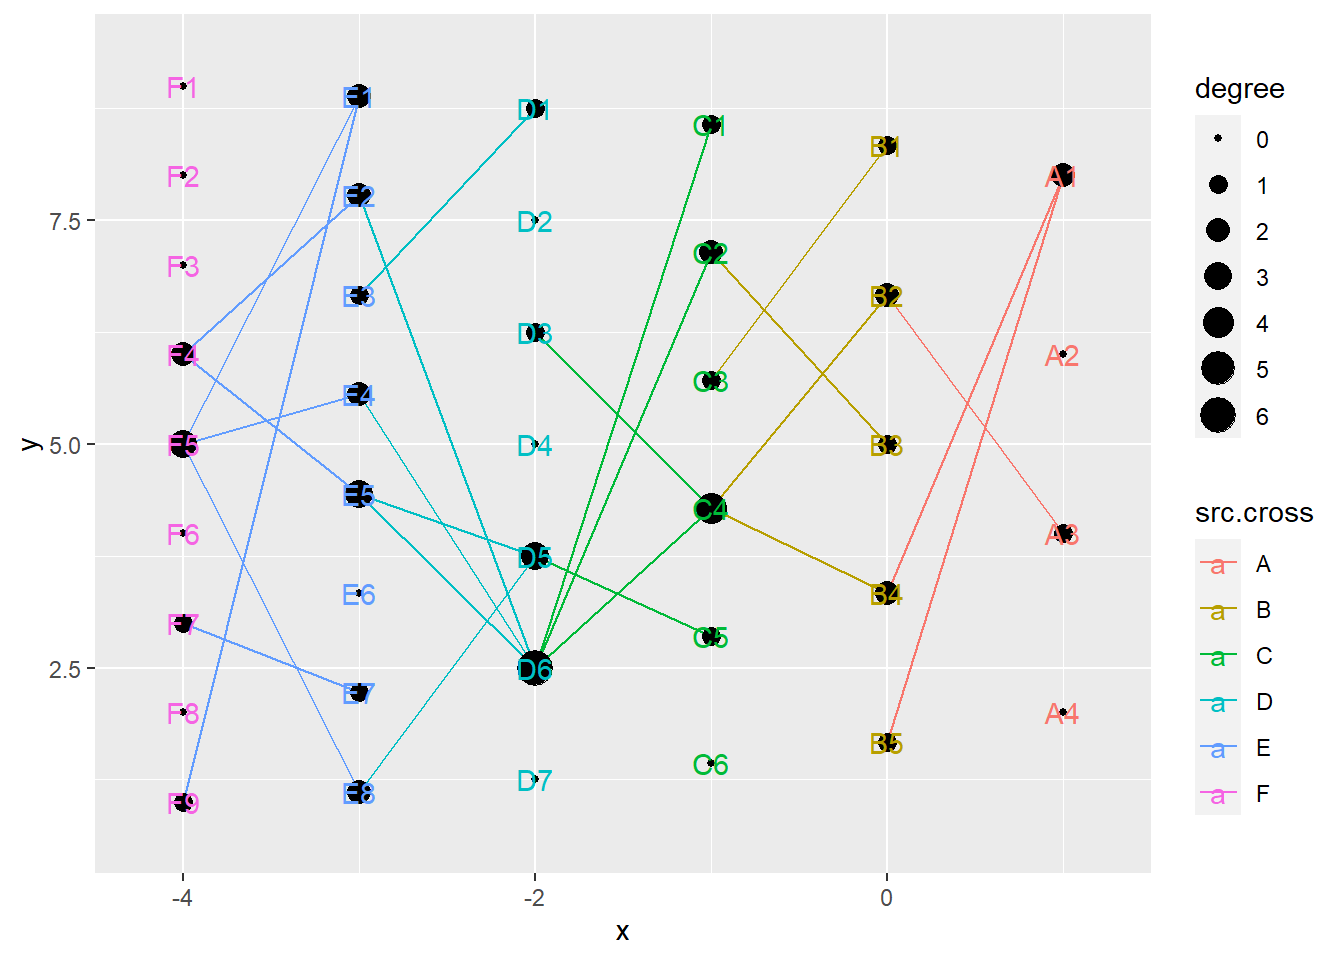 F1
F2
F3
F4
F5
F6
F7
F8
F9
E1
E2
E3
E4
E5
E6
E7
E8
D1
D2
D3
D4
D5
D6
D7
C1
C2
C3
C4
C5
C6
B1
B2
B3
B4
B5
A1
A2
A3
A4
7.5
5.0
2.5
y
-4
-2
0
x
degree
0
1
2
3
4
5
6
src.cross
a A
a B
a C
a D
a E
a F